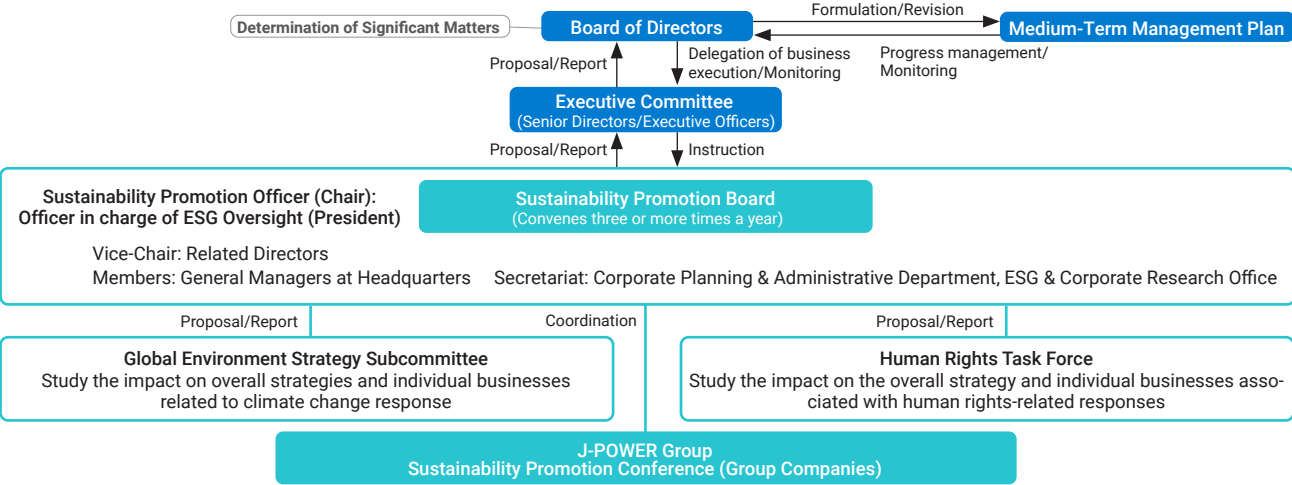 Formulation/Revision
Determination of Significant Matters
Board of Directors
Medium-Term Management Plan
Proposal/Report
Delegation of business
execution/Monitoring
Progress management/
Monitoring
Executive Committee
(Senior Directors/Executive Officers)
Proposal/Report
Instruction
Sustainability Promotion Officer (Chair):
Officer in charge of ESG Oversight (President)
Sustainability Promotion Board
(Convenes three or more times a year)
Vice-Chair: Related Directors
Members: General Managers at Headquarters
Secretariat: Corporate Planning & Administrative Department, ESG & Corporate Research Office
Proposal/Report
Coordination
Proposal/Report
Global Environment Strategy Subcommittee
Study the impact on overall strategies and individual businesses
related to climate change response
Human Rights Task Force
Study the impact on the overall strategy and individual businesses asso-
ciated with human rights-related responses
J-POWER Group
Sustainability Promotion Conference (Group Companies)